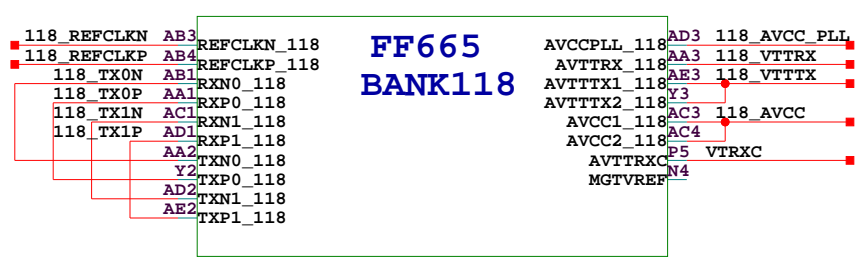 118_REFCLKN AB3 REFCLKN_118
118_REFCLKP AB4 REFCLKP_118
118_TX0N AB1 RXN0_118
118_TX0P AA1 RXP0_118
118_TX1N AC1 RXN1_118
118_TX1P AD1 RXP1_118
AA2 TXN0_118
Y2 TXP0_118
AD2 TXN1_118
AE2 TXP1_118
FF665
BANK118
AVCCPLL_118 AD3 118_AVCC_PLL
AVTTRX_118 AA3 118_VTTRX
AVTTTX1_118 AE3 118_VTTTX
AVTTTX2_118 Y3
AVCC1_118 AC3 118_AVCC
AVCC2_118 AC4
AVTTRXC P5 VTRXC
MGTVREF N4